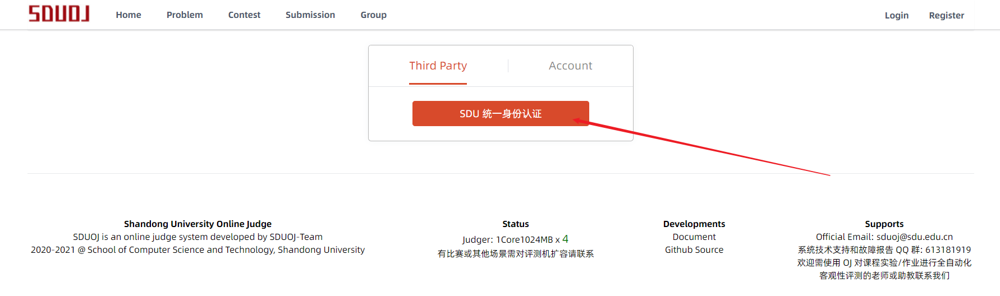 SDUOJ
Home
Problem
Contest
Submission
Group
Login
Register
Third Party
Account
SDU 统一身份认证
Shandong University Online Judge
SDUOJ is an online judge system developed by SDUOJ-Team
2020-2021 @ School of Computer Science and Technology, Shandong University
Status
Judger: 1Core1024MB x 4
有比赛或其他场景需对评测机扩容请联系
Developments
Document
Github Source
Supports
Official Email: sduoj@sdu.edu.cn
系统技术支持和故障报告 QQ 群: 613181919
欢迎需使用 OJ 对课程实验/作业进行全自动化
客观性评测的老师或助教联系我们